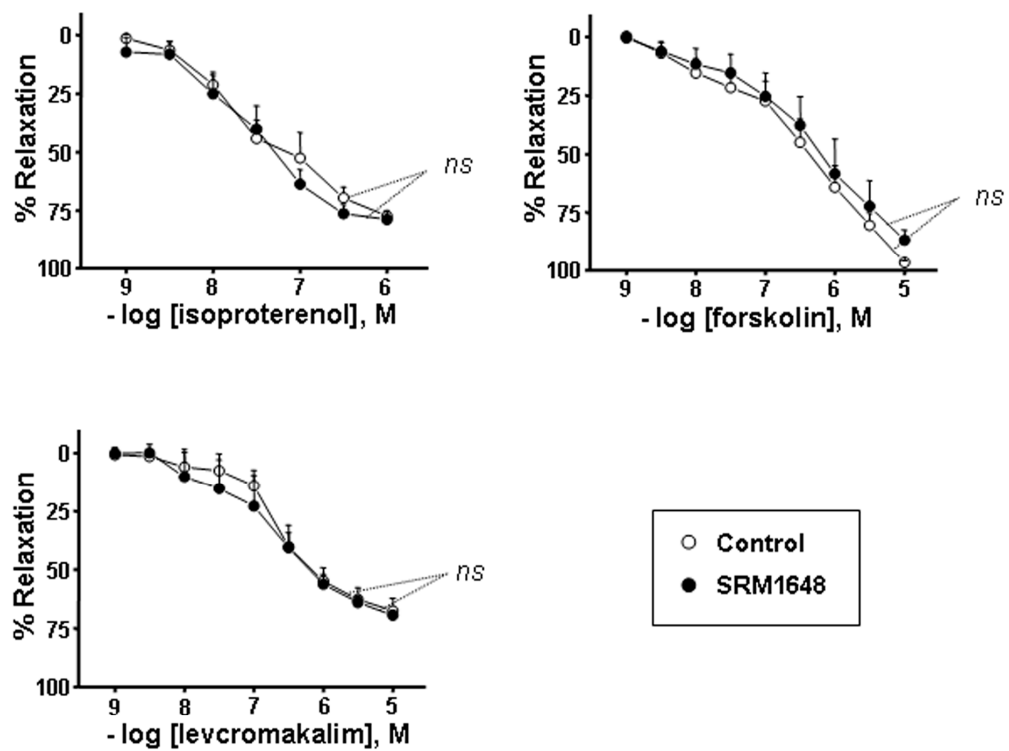 0
25
50
75
100
% Relaxation
9 8 7 6
- log [isoproterenol], M
ns
0
25
50
75
100
% Relaxation
9 8 7 6 5
- log [forskolin], M
ns
0
25
50
75
100
% Relaxation
9 8 7 6 5
- log [levcromakalim], M
ns
Control
SRM1648